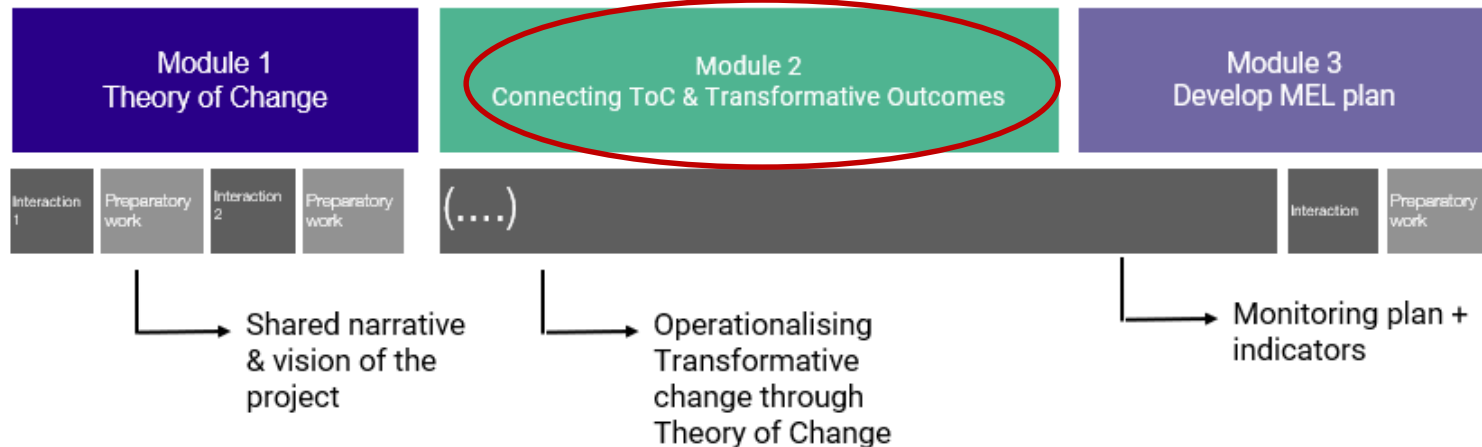 Module 1
Theory of Change
Module 2
Connecting ToC & Transformative Outcomes
Module 3
Develop MEL plan
Interaction
1
Preparatory
work
Interaction
2
Preparatory
work
(....)
Interaction
Preparatory
work
Shared narrative
& vision of the
project
Operationalising
Transformative
change through
Theory of Change
Monitoring plan +
indicators